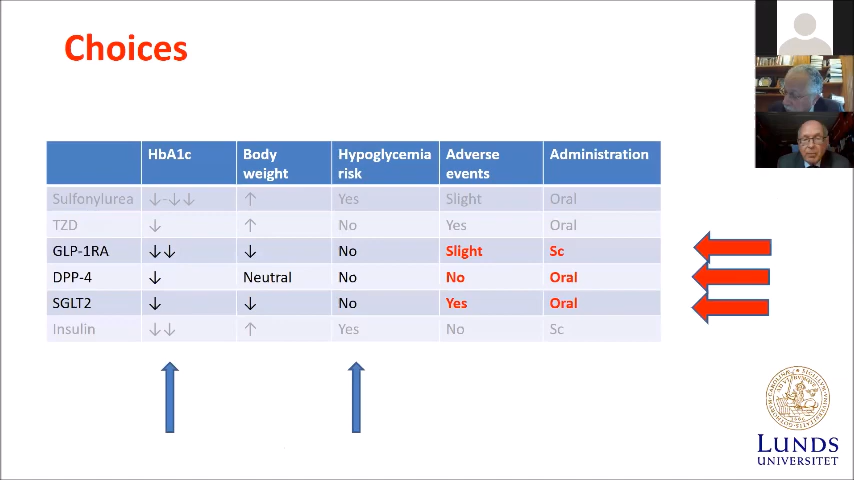 Choices
HbA1c Body weight Hypoglycemia risk Adverse events Administration
Sulfonylurea ↓-↓↓ ↑ Yes Slight Oral
TZD ↓ ↑ No Yes Oral
GLP-1RA ↓↓ ↓ No Slight Sc
DPP-4 ↓ Neutral No No Oral
SGLT2 ↓ ↓ No Yes Oral
Insulin ↓↓ ↑ Yes No Sc
LUNDS
UNIVERSITET